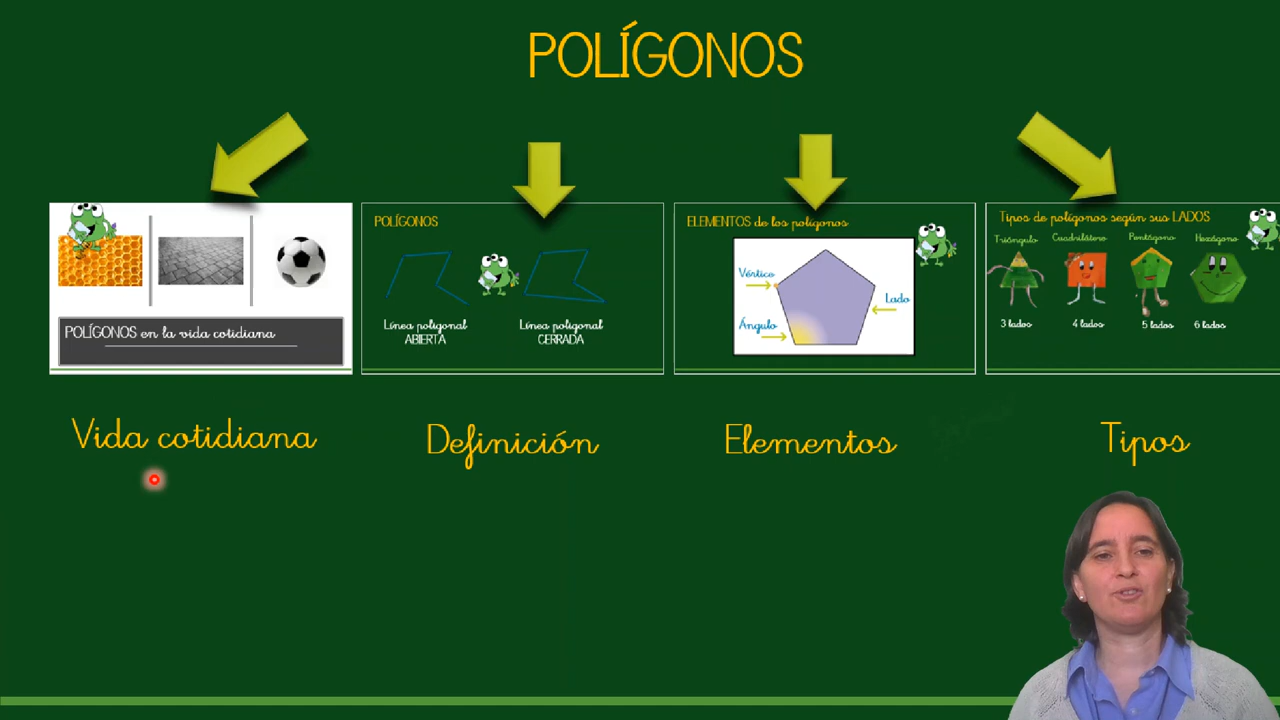 POLÍGONOS
POLÍGONOS en la vida cotidiana
POLÍGONOS
Línea poligonal
ABIERTA
Línea poligonal
CERRADA
ELEMENTOS de los polígonos
Vértice
Ángulo
Lado
Tipos de polígonos según sus LADOS
Triángulo
Cuadrilátero
Pentágono
Hexágono
3 lados
4 lados
5 lados
6 lados
Vida cotidiana
Definición
Elementos
Tipos